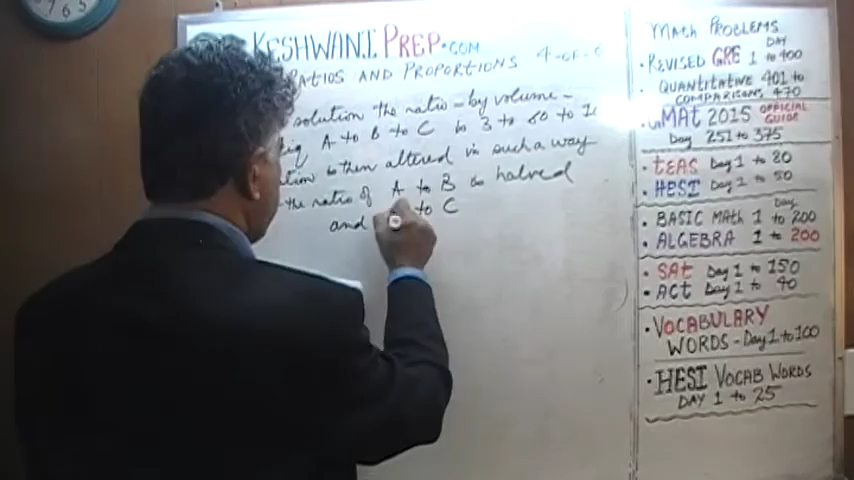 7 6 5
KESHWANI PREP.COM
RATIOS AND PROPORTIONS 4-OF-6
solution the ratio - by volume -
A to B to C is 3 to 80 to
is then altered in such a way
the ratio of A to B is halved
and to C
MATH PROBLEMS
• REVISED GRE DAY 1 to 400
QUANTITATIVE 401 to
COMPARISONS 470
• GMAT 2015 OFFICIAL GUIDE
Day 251 to 375
• TEAS Day 1 to 80
• HESI Day 1 to 50
Day
• BASIC MATH 1 to 200
• ALGEBRA 1 to 200
• SAT Day 1 to 150
• ACT Day 1 to 40
• VOCABULARY
WORDS - Day 1 to 100
• HESI VOCAB WORDS
DAY 1 to 25